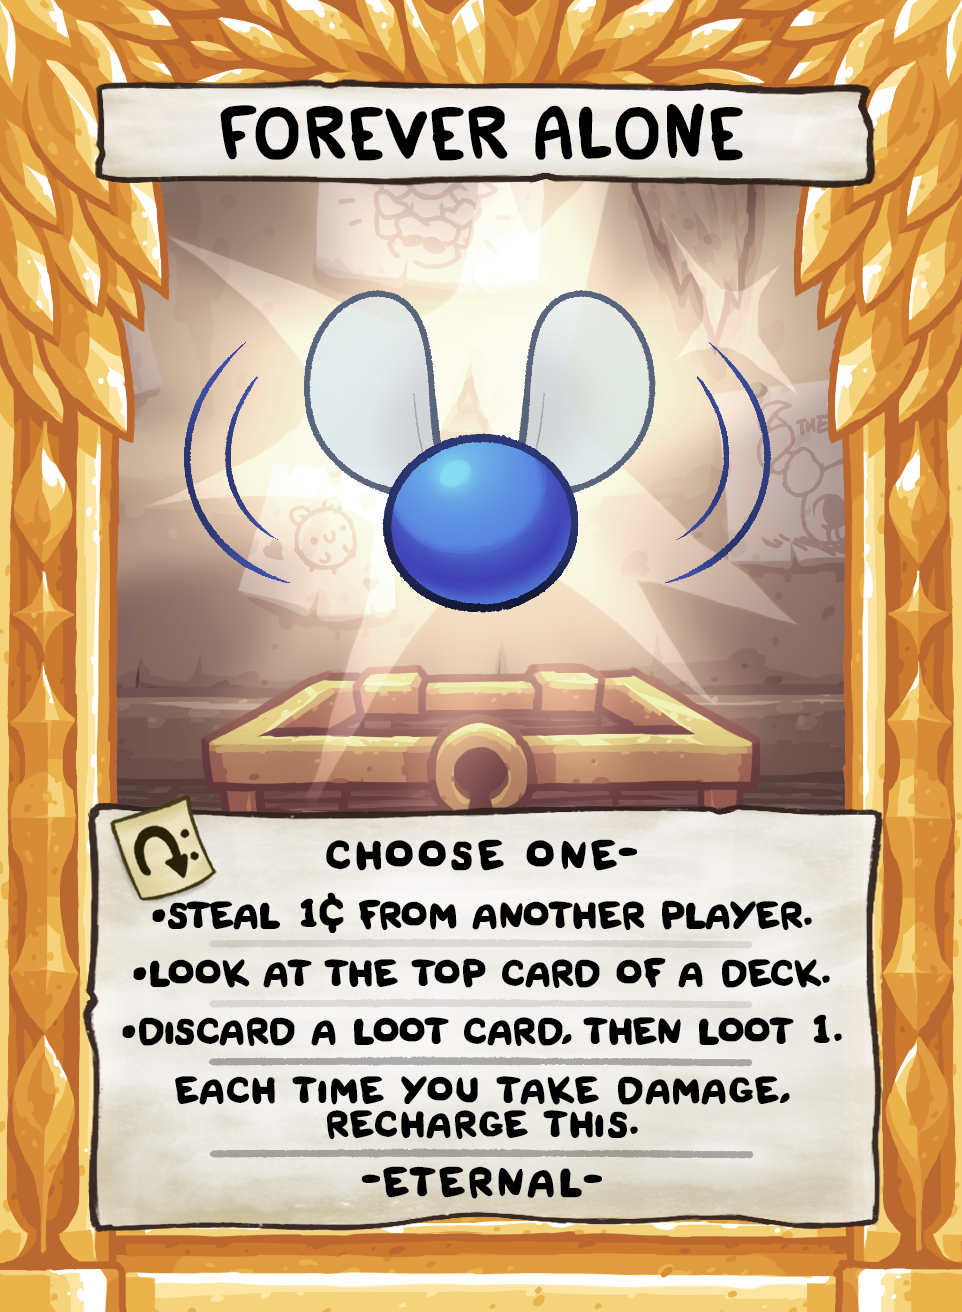 FOREVER ALONE
THE
CHOOSE ONE-
•STEAL 1¢ FROM ANOTHER PLAYER.
•LOOK AT THE TOP CARD OF A DECK.
•DISCARD A LOOT CARD, THEN LOOT 1.
EACH TIME YOU TAKE DAMAGE,
RECHARGE THIS.
-ETERNAL-